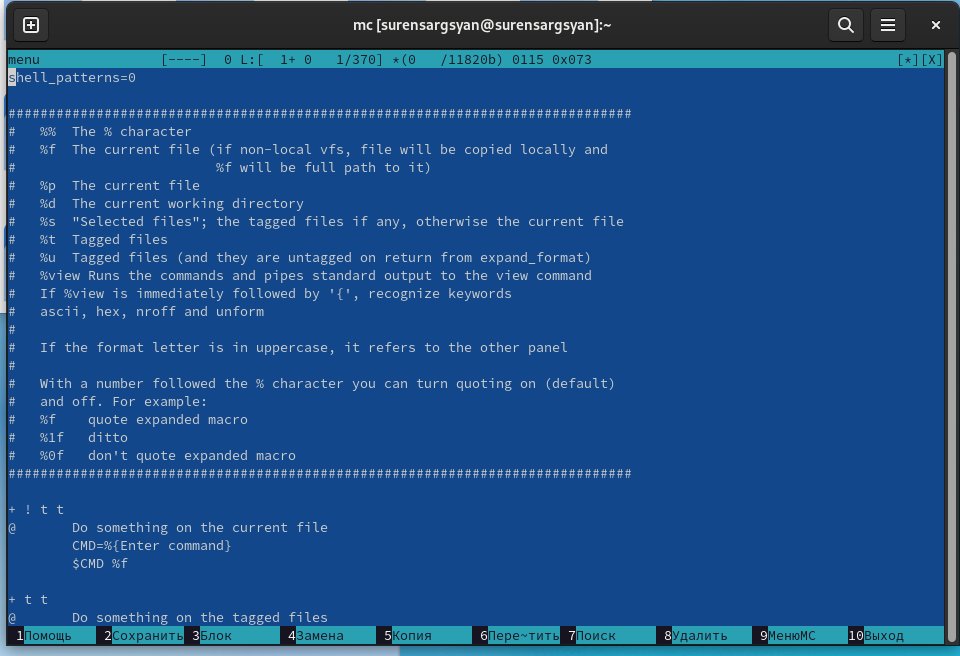 mc [surensargsyan@surensargsyan]:~
menu [----] 0 L:[ 1+ 0 1/370] *(0 /11820b) 0115 0x073 [*][X]
shell_patterns=0
##############################################################################
# %% The % character
# %f The current file (if non-local vfs, file will be copied locally and
# %f will be full path to it)
# %p The current file
# %d The current working directory
# %s "Selected files"; the tagged files if any, otherwise the current file
# %t Tagged files
# %u Tagged files (and they are untagged on return from expand_format)
# %view Runs the commands and pipes standard output to the view command
# If %view is immediately followed by '{', recognize keywords
# ascii, hex, nroff and unform
#
# If the format letter is in uppercase, it refers to the other panel
#
# With a number followed the % character you can turn quoting on (default)
# and off. For example:
# %f quote expanded macro
# %1f ditto
# %0f don't quote expanded macro
##############################################################################
+ ! t t
@ Do something on the current file
CMD=%{Enter command}
$CMD %f
+ t t
@ Do something on the tagged files
1Помощь 2Сохранить 3Блок 4Замена 5Копия 6Пере~тить 7Поиск 8Удалить 9МенюMC 10Выход